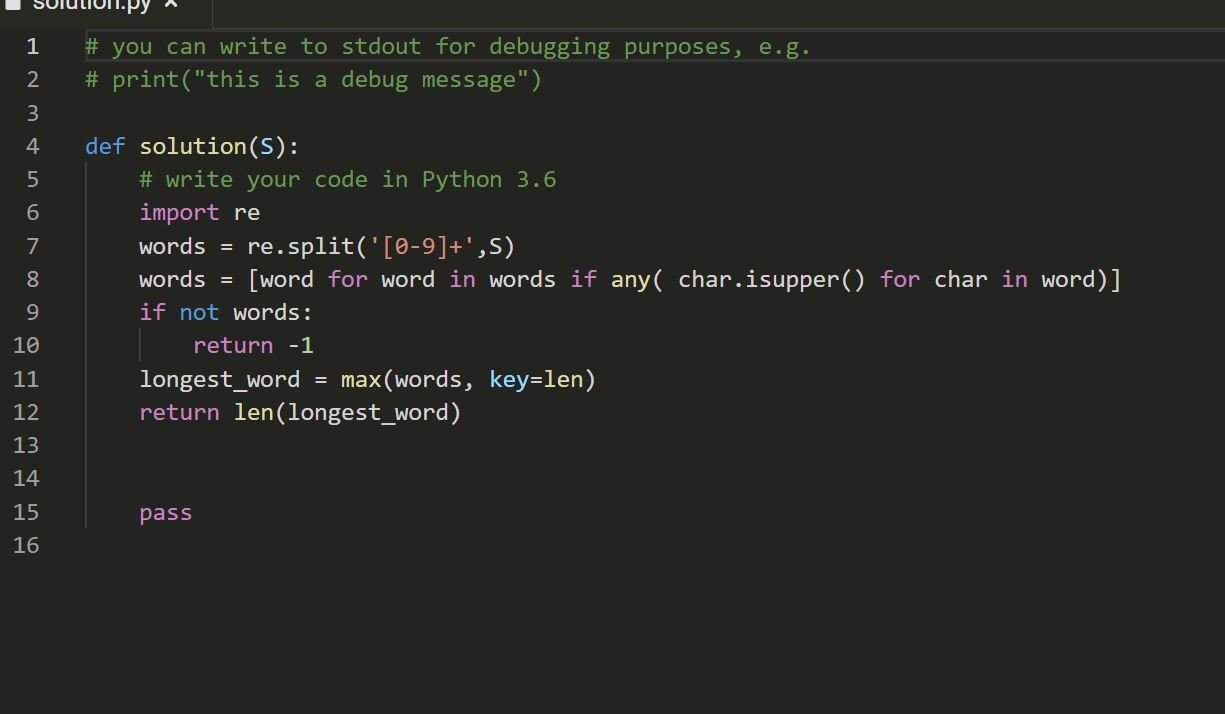 solution.py ×
1 # you can write to stdout for debugging purposes, e.g.
2 # print("this is a debug message")
3
4 def solution(S):
5     # write your code in Python 3.6
6     import re
7     words = re.split('[0-9]+',S)
8     words = [word for word in words if any( char.isupper() for char in word)]
9     if not words:
10         return -1
11     longest_word = max(words, key=len)
12     return len(longest_word)
13
14
15     pass
16